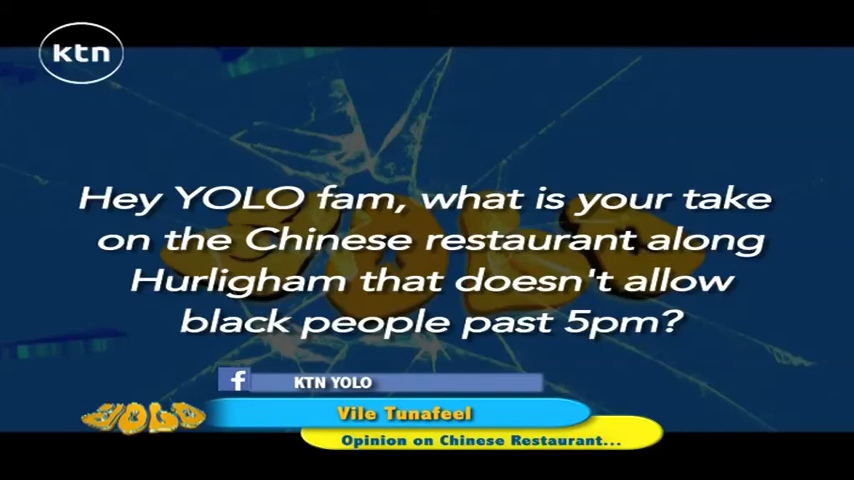 ktn
Hey YOLO fam, what is your take
on the Chinese restaurant along
Hurligham that doesn't allow
black people past 5pm?
f KTN YOLO
YOLO Vile Tunafeel
Opinion on Chinese Restaurant...